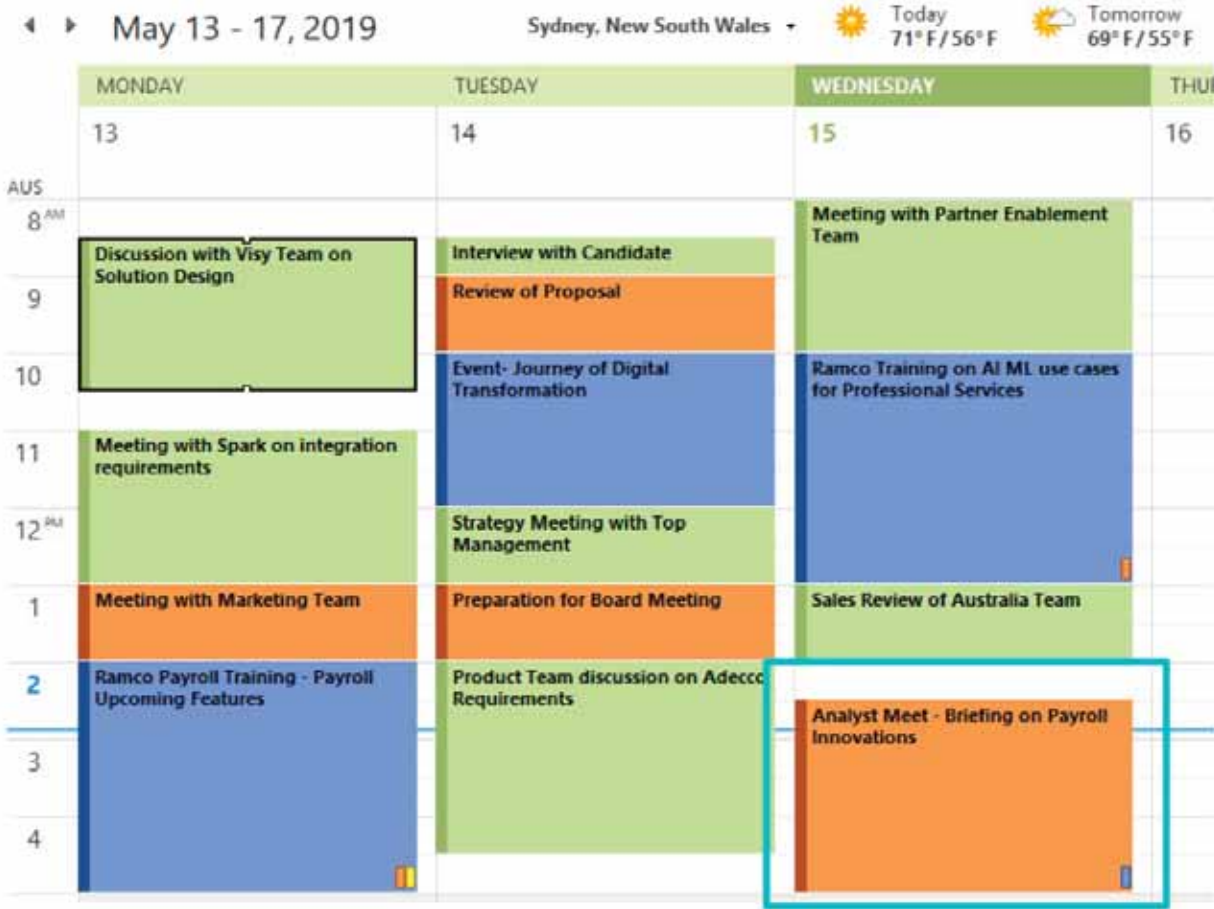 May 13 - 17, 2019
Sydney, New South Wales
Today
71° F/56° F
Tomorrow
69° F/55° F
MONDAY
TUESDAY
WEDNESDAY
THUR
13
14
15
16
AUS
8 AM
9
10
11
12 PM
1
2
3
4
Discussion with Visy Team on
Solution Design
Meeting with Spark on integration
requirements
Meeting with Marketing Team
Ramco Payroll Training - Payroll
Upcoming Features
Interview with Candidate
Review of Proposal
Event- Journey of Digital
Transformation
Strategy Meeting with Top
Management
Preparation for Board Meeting
Product Team discussion on Adecco
Requirements
Meeting with Partner Enablement
Team
Ramco Training on AI ML use cases
for Professional Services
Sales Review of Australia Team
Analyst Meet - Briefing on Payroll
Innovations